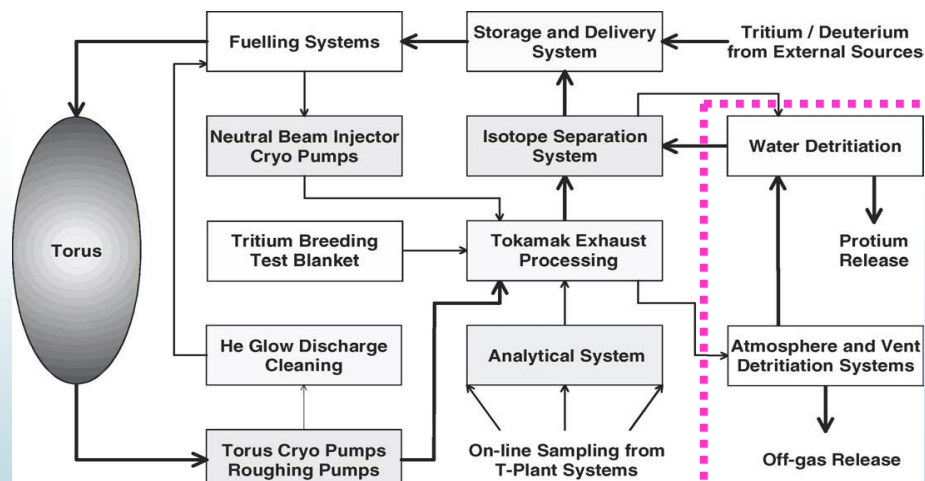 Fuelling Systems
Storage and Delivery
System
Tritium / Deuterium
from External Sources
Neutral Beam Injector
Cryo Pumps
Isotope Separation
System
Water Detritiation
Torus
Tritium Breeding
Test Blanket
Tokamak Exhaust
Processing
Protium
Release
He Glow Discharge
Cleaning
Analytical System
Atmosphere and Vent
Detritiation Systems
Torus Cryo Pumps
Roughing Pumps
On-line Sampling from
T-Plant Systems
Off-gas Release